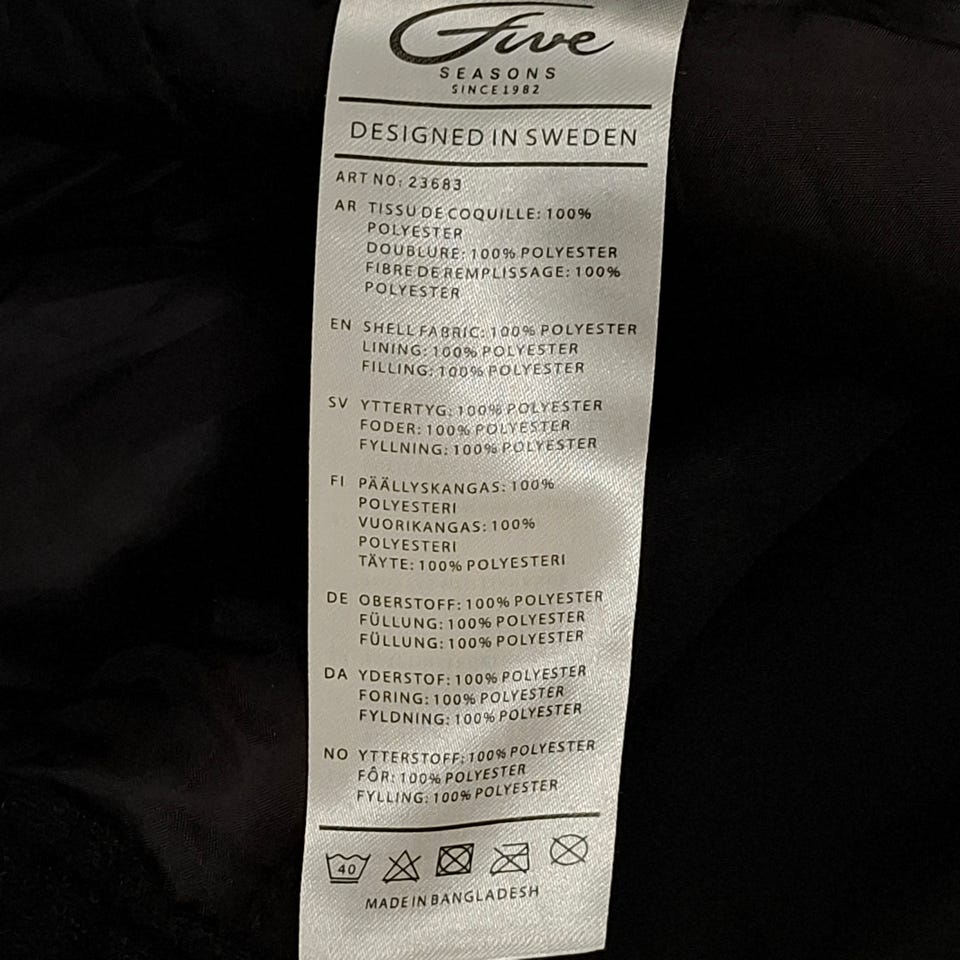 Five
SEASONS
SINCE 1982
DESIGNED IN SWEDEN
ART NO: 23683
AR TISSU DE COQUILLE: 100%
POLYESTER
DOUBLURE: 100% POLYESTER
FIBRE DE REMPLISSAGE: 100%
POLYESTER
EN SHELL FABRIC: 100% POLYESTER
LINING: 100% POLYESTER
FILLING: 100% POLYESTER
SV YTTERTYG: 100% POLYESTER
FODER: 100% POLYESTER
FYLLNING: 100% POLYESTER
FI PÄÄLLYSKANGAS: 100%
POLYESTERI
VUORIKANGAS: 100%
POLYESTERI
TÄYTE: 100% POLYESTERI
DE OBERSTOFF: 100% POLYESTER
FÜLLUNG: 100% POLYESTER
FÜLLUNG: 100% POLYESTER
DA YDERSTOF: 100% POLYESTER
FORING: 100% POLYESTER
FYLDNING: 100% POLYESTER
NO YTTERSTOFF: 100% POLYESTER
FÔR: 100% POLYESTER
FYLLING: 100% POLYESTER
40
MADE IN BANGLADESH